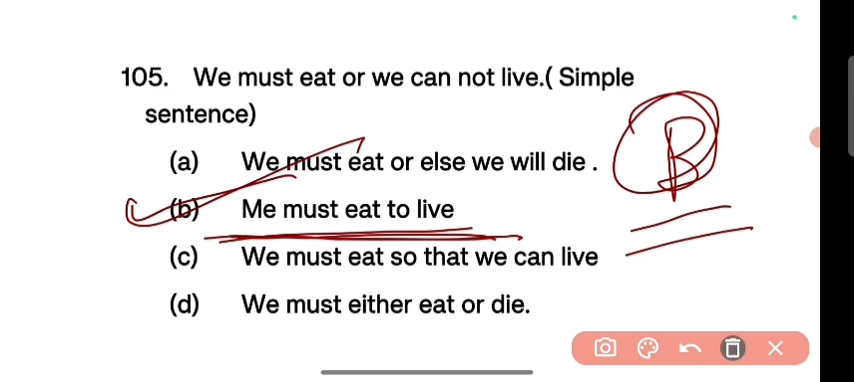 105. We must eat or we can not live.( Simple
sentence)
(a) We must eat or else we will die .
(b) Me must eat to live
B
(c) We must eat so that we can live
(d) We must either eat or die.